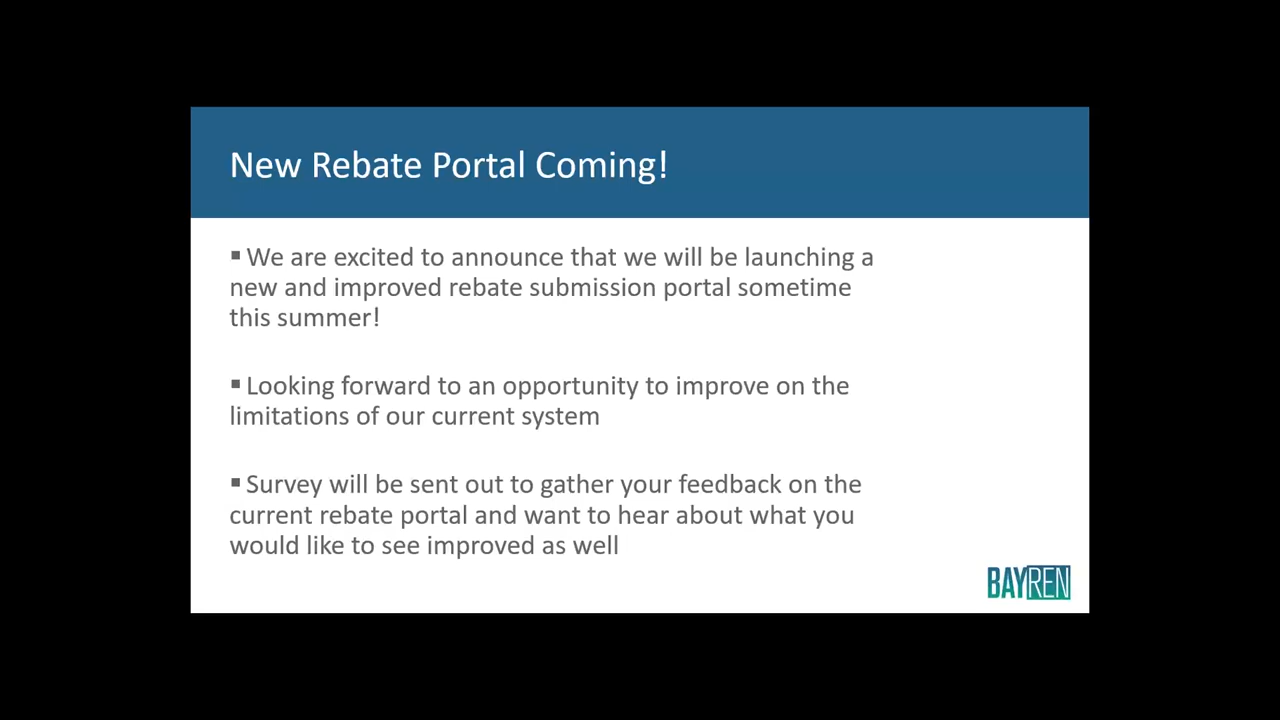 New Rebate Portal Coming!
▪ We are excited to announce that we will be launching a
new and improved rebate submission portal sometime
this summer!
▪ Looking forward to an opportunity to improve on the
limitations of our current system
▪ Survey will be sent out to gather your feedback on the
current rebate portal and want to hear about what you
would like to see improved as well
BAYREN